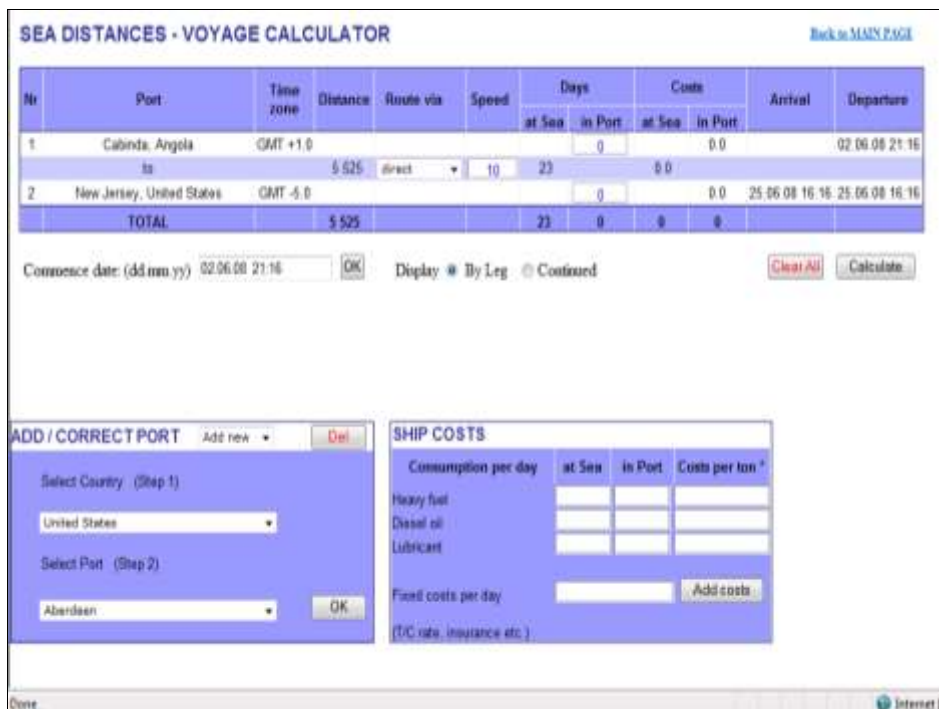 SEA DISTANCES - VOYAGE CALCULATOR Back to MAIN PAGE
Nr Port Time zone Distance Route via Speed Days Costs Arrival Departure
at Sea in Port at Sea in Port
1 Cabinda, Angola GMT +1.0 0 0.0 02.06.08 21:16
to 5 525 direct 10 23 0.0
2 New Jersey, United States GMT -5.0 0 0.0 25.06.08 16:16 25.06.08 16:16
TOTAL 5 525 23 0 0 0
Commence date: (dd.mm.yy) 02.06.08 21:16 OK Display By Leg Continued Clear All Calculate
ADD / CORRECT PORT Add new Del
Select Country (Step 1)
United States
Select Port (Step 2)
Aberdeen OK
SHIP COSTS
Consumption per day at Sea in Port Costs per ton *
Heavy fuel
Diesel oil
Lubricant
Fixed costs per day Add costs
(T/C rate, insurance etc.)
Done Internet